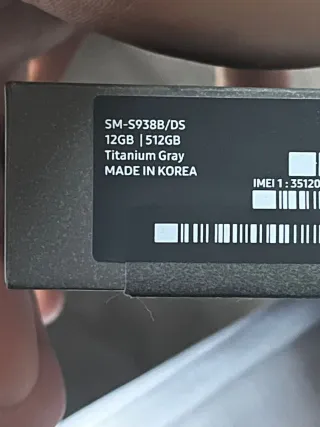 SM-S938B/DS
12GB | 512GB
Titanium Gray
MADE IN KOREA
IMEI 1 : 35120